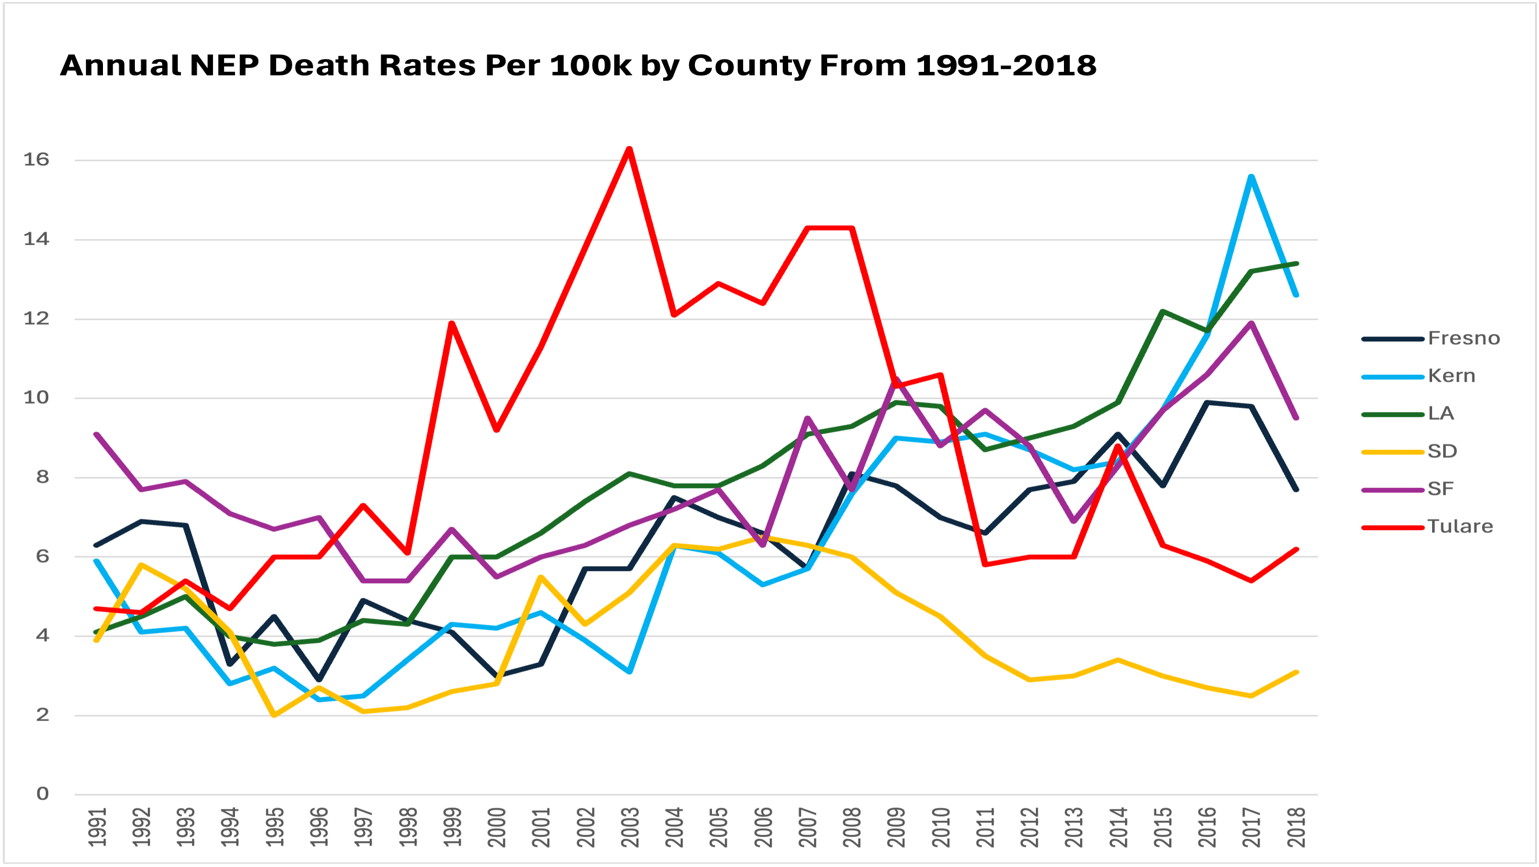 Annual NEP Death Rates Per 100k by County From 1991-2018
16
14
12
10
8
6
4
2
0
1991 1992 1993 1994 1995 1996 1997 1998 1999 2000 2001 2002 2003 2004 2005 2006 2007 2008 2009 2010 2011 2012 2013 2014 2015 2016 2017 2018
Fresno
Kern
LA
SD
SF
Tulare